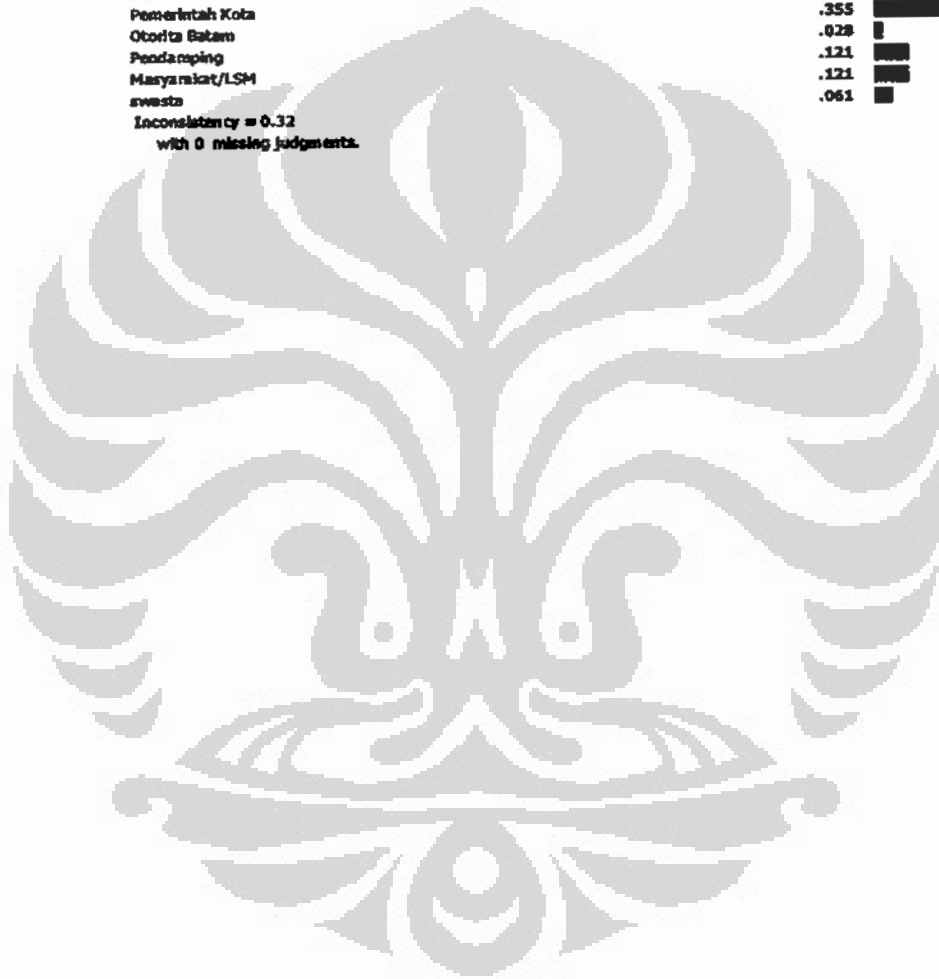 Pemerintah Kota .355
Otorita Batam .028
Pendamping .121
Masyarakat/LSM .121
swasta .061
Inconsistency = 0.32
with 0 missing judgments.